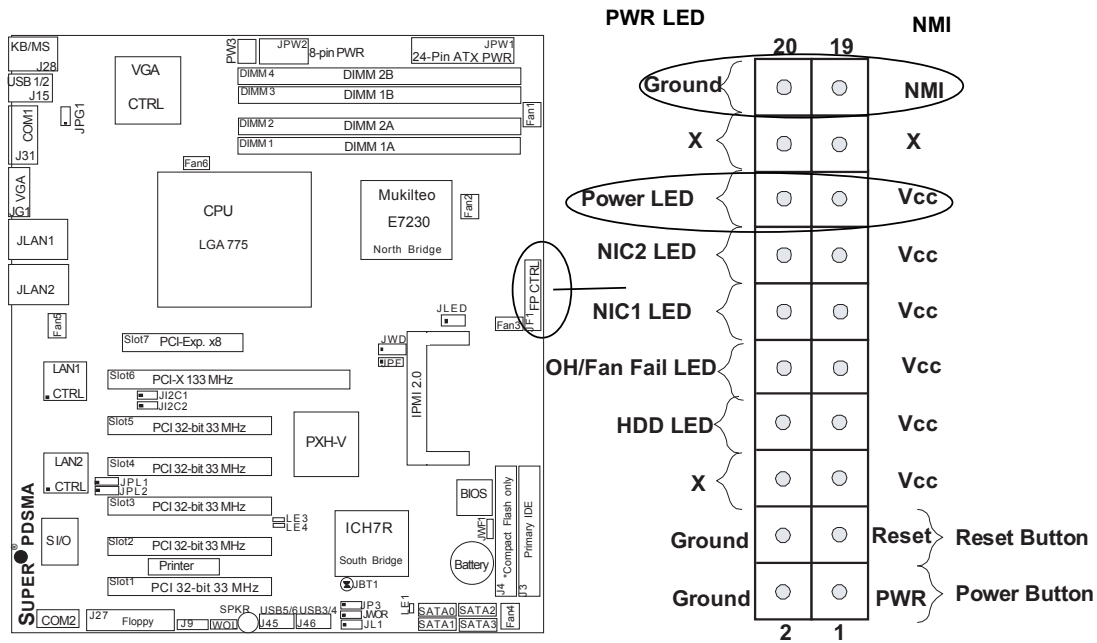 PWR LED
NMI
KB/MS
J28
USB 1/2
J15
JPG1
COM1
J31
VGA
JG1
JLAN1
JLAN2
Fan5
VGA
CTRL
PW3
JPW2
8-pin PWR
JPW1
24-Pin ATX PWR
DIMM 4 DIMM 2B
DIMM 3 DIMM 1B
DIMM 2 DIMM 2A
DIMM 1 DIMM 1A
Fan1
Fan6
CPU
LGA 775
Mukilteo
E7230
North Bridge
Fan2
FP CTRL
JF1
Fan3
JLED
JWD
JPF
IPMI 2.0
Slot7 PCI-Exp. x8
LAN1
CTRL
Slot6 PCI-X 133 MHz
JI2C1
JI2C2
Slot5 PCI 32-bit 33 MHz
PXH-V
LAN2
CTRL
Slot4 PCI 32-bit 33 MHz
JPL1
JPL2
Slot3 PCI 32-bit 33 MHz
LE3
LE4
BIOS
JWF1
*Compact Flash only
J4
Primary IDE
J3
SUPER ® PDSMA
S I/O
Slot2 PCI 32-bit 33 MHz
Printer
ICH7R
South Bridge
Battery
JBT1
Slot1 PCI 32-bit 33 MHz
COM2
J27 Floppy
J9
WOL
SPKR
USB5/6
J45
USB3/4
J46
JP3
JWOR
JL1
LE1
SATA0
SATA1
SATA2
SATA3
Fan4
20 19
Ground NMI
X X
Power LED Vcc
NIC2 LED Vcc
NIC1 LED Vcc
OH/Fan Fail LED Vcc
HDD LED Vcc
X Vcc
Ground Reset Reset Button
Ground PWR Power Button
2 1